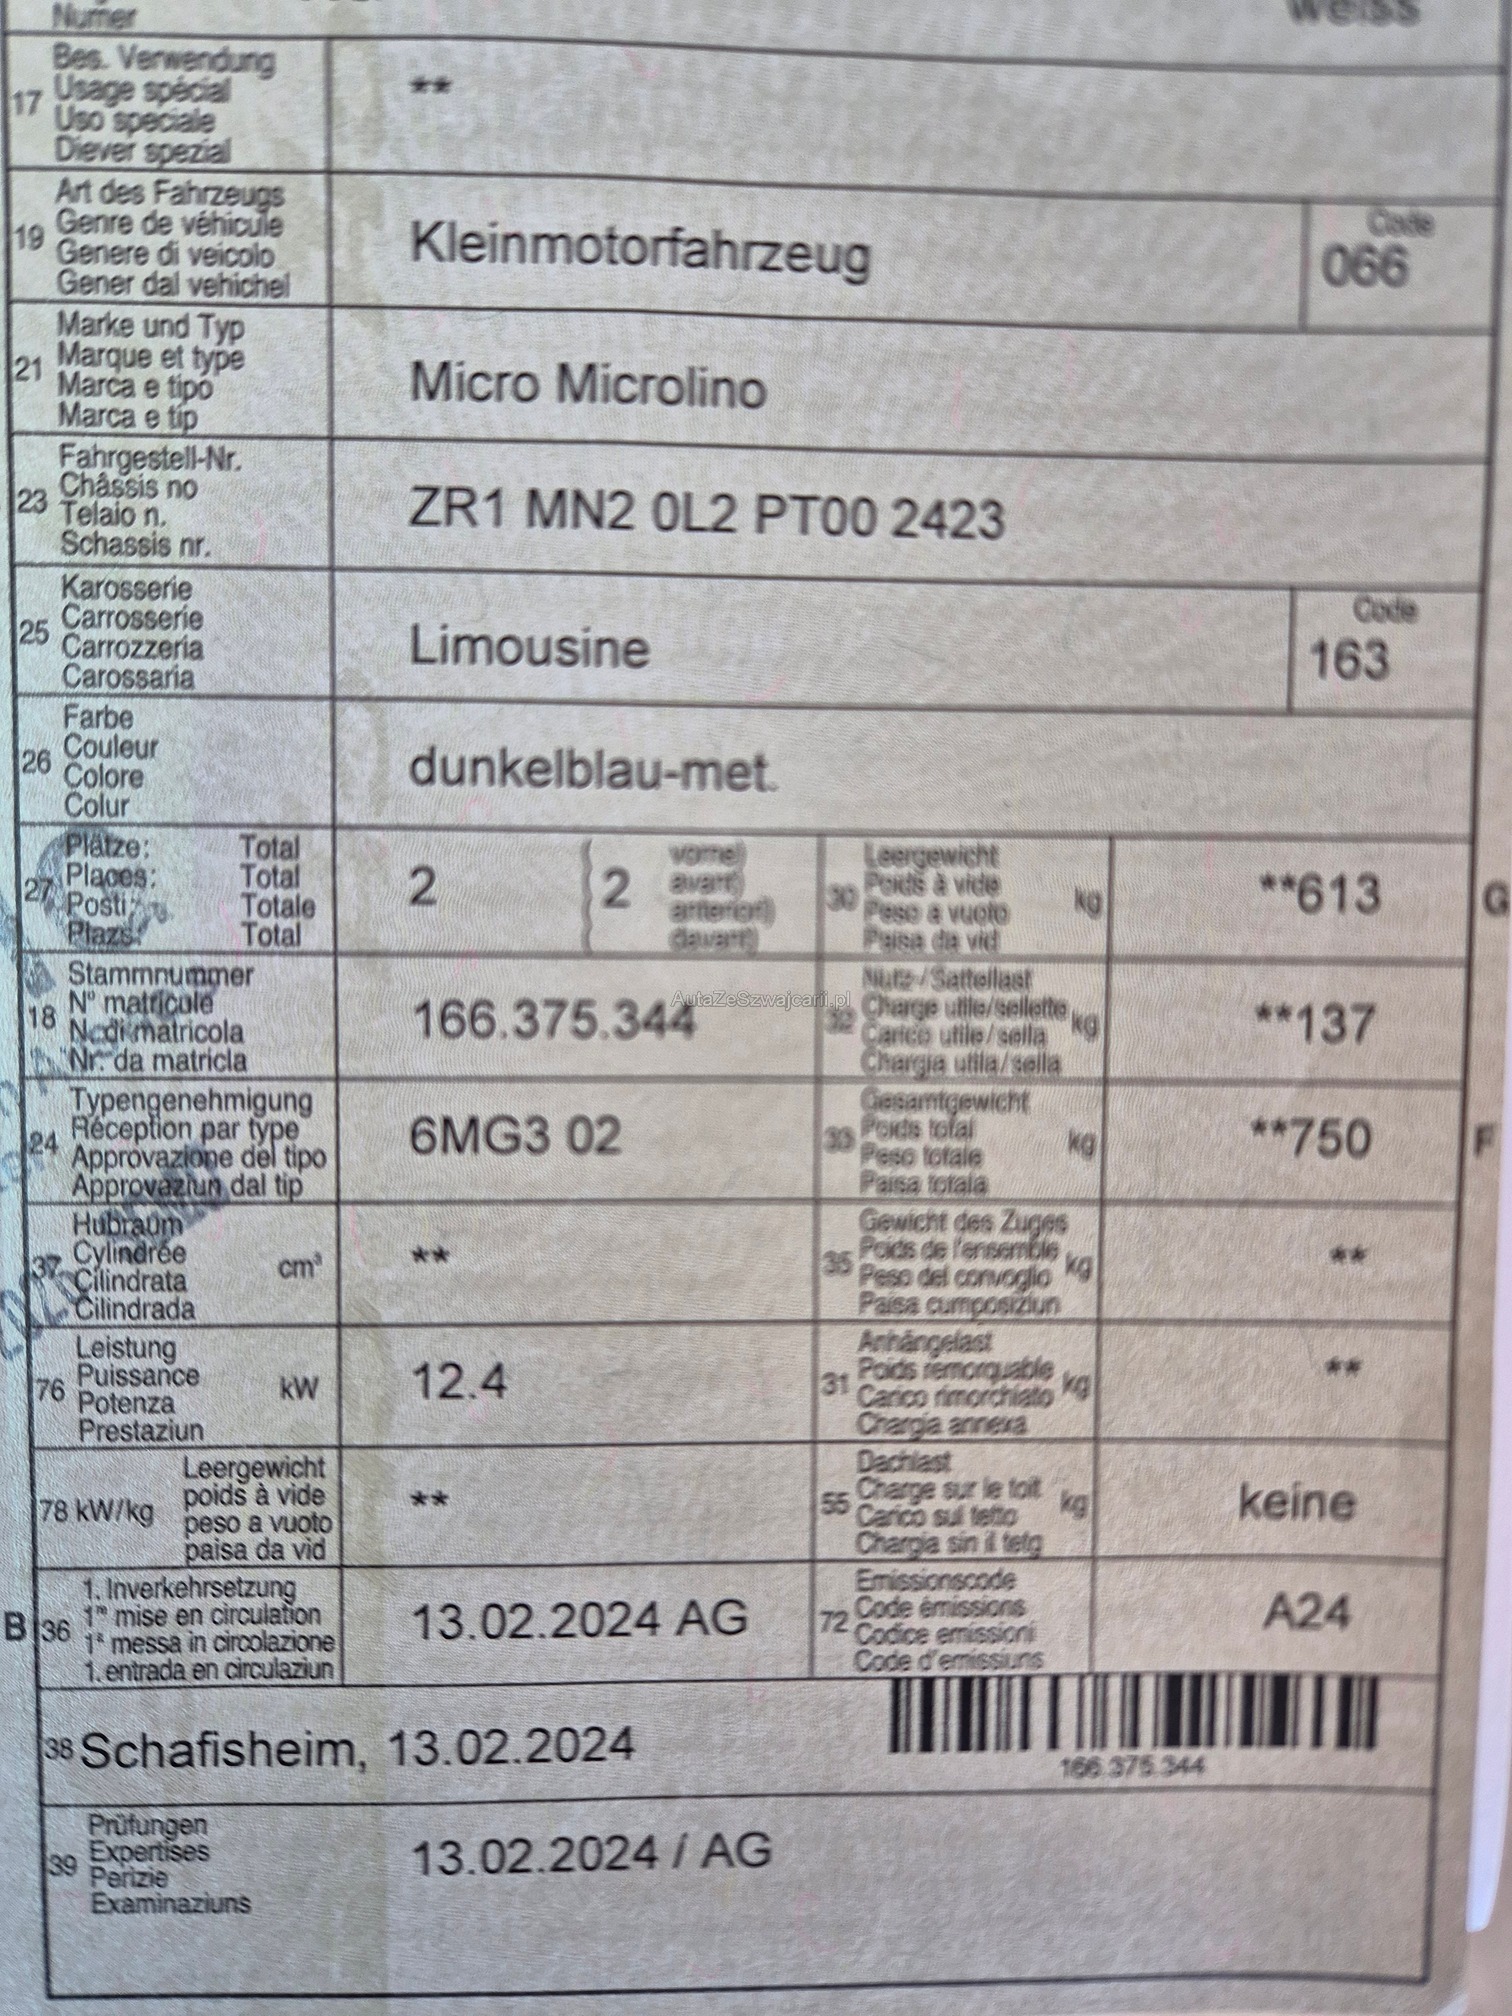 Numer
weiss
17 Bes. Verwendung
Usage spécial
Uso speciale
Diever spezial
**
19 Art des Fahrzeugs
Genre de véhicule
Genere di veicolo
Gener dal vehichel
Kleinmotorfahrzeug
Code
066
21 Marke und Typ
Marque et type
Marca e tipo
Marca e tip
Micro Microlino
23 Fahrgestell-Nr.
Châssis no
Telaio n.
Schassis nr.
ZR1 MN2 0L2 PT00 2423
25 Karosserie
Carrosserie
Carrozzeria
Carossaria
Limousine
Code
163
26 Farbe
Couleur
Colore
Colur
dunkelblau-met.
27 Plätze: Total
Places: Total
Posti: Totale
Plazs: Total
2
2
vorne)
avant)
anteriori)
davant)
30 Leergewicht
Poids à vide
Peso a vuoto
Paisa da vid
kg
**613
G
18 Stammnummer
N° matricule
N. di matricola
Nr. da matricla
166.375.344
AutaZeSzwajcarii.pl
32 Nutz-/Sattellast
Charge utile/sellette
Carico utile/sella
Chargia utila/sella
kg
**137
24 Typengenehmigung
Réception par type
Approvazione del tipo
Approvaziun dal tip
6MG3 02
33 Gesamtgewicht
Poids total
Peso totale
Paisa totala
kg
**750
F
37 Hubraum
Cylindrée
Cilindrata
Cilindrada
cm³
**
35 Gewicht des Zuges
Poids de l'ensemble
Peso del convoglio
Paisa cumposiziun
kg
**
76 Leistung
Puissance
Potenza
Prestaziun
kW
12.4
31 Anhängelast
Poids remorquable
Carico rimorchiato
Chargia annexa
kg
**
78 kW/kg
Leergewicht
poids à vide
peso a vuoto
paisa da vid
**
55 Dachlast
Charge sur le toit
Carico sul tetto
Chargia sin il tetg
kg
keine
B 36 1. Inverkehrsetzung
1re mise en circulation
1a messa in circolazione
1. entrada en circulaziun
13.02.2024 AG
72 Emissionscode
Code émissions
Codice emissioni
Code d'emissiuns
A24
38 Schafisheim, 13.02.2024
166.375.344
39 Prüfungen
Expertises
Perizie
Examinaziuns
13.02.2024 / AG